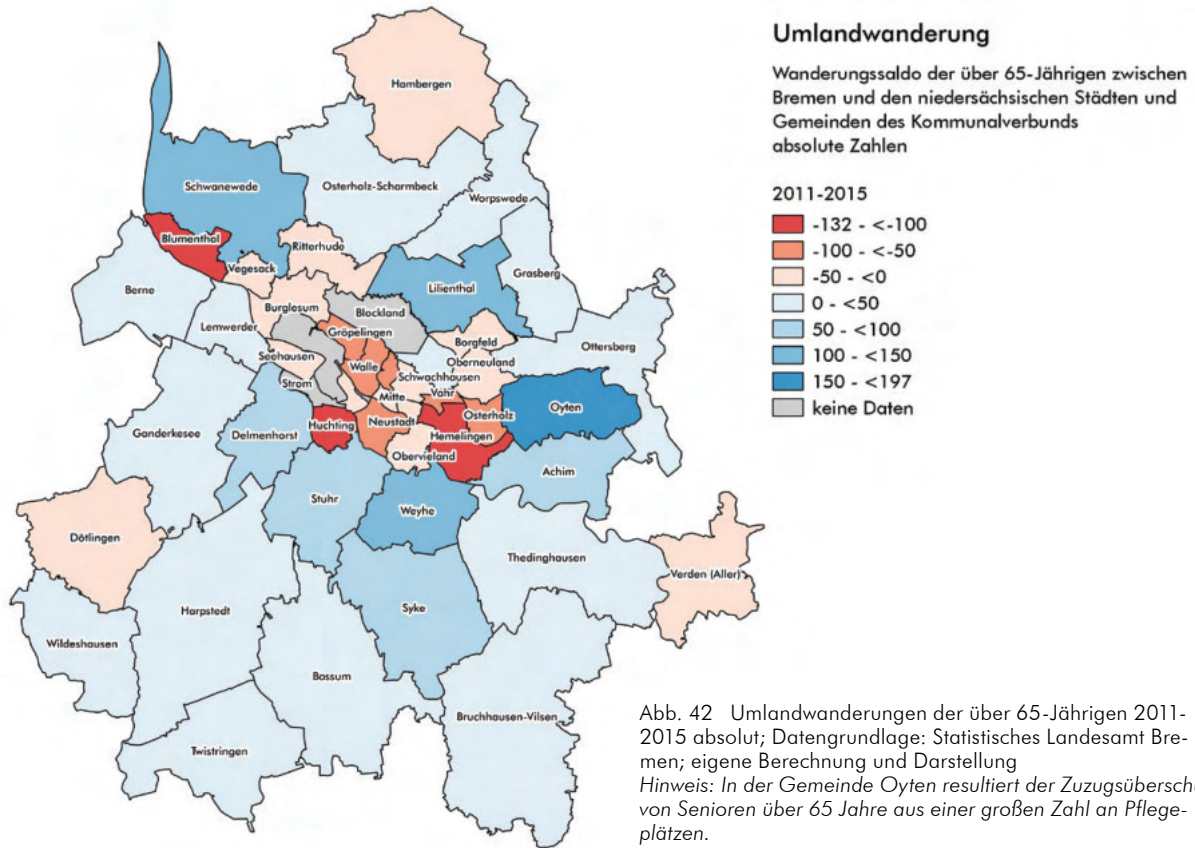 Umlandwanderung
Wanderungssaldo der über 65-Jährigen zwischen
Bremen und den niedersächsischen Städten und
Gemeinden des Kommunalverbunds
absolute Zahlen
2011-2015
-132 - <-100
-100 - <-50
-50 - <0
0 - <50
50 - <100
100 - <150
150 - <197
keine Daten
Hambergen
Schwanewede
Osterholz-Scharmbeck
Worpswede
Blumenthal
Ritterhude
Vegesack
Grasberg
Berne
Lilienthal
Burglesum
Blockland
Lemwerder
Gröpelingen
Borgfeld
Ottersberg
Seehausen
Oberneuland
Walle
Schwachhausen
Strom
Mitte
Vahr
Oyten
Huchting
Neustadt
Osterholz
Ganderkesee
Delmenhorst
Hemelingen
Obervieland
Achim
Stuhr
Weyhe
Dötlingen
Thedinghausen
Verden (Aller)
Harpstedt
Syke
Wildeshausen
Bassum
Bruchhausen-Vilsen
Twistringen
Abb. 42 Umlandwanderungen der über 65-Jährigen 2011-
2015 absolut; Datengrundlage: Statistisches Landesamt Bre-
men; eigene Berechnung und Darstellung
Hinweis: In der Gemeinde Oyten resultiert der Zuzugsübersch
von Senioren über 65 Jahre aus einer großen Zahl an Pflege-
plätzen.